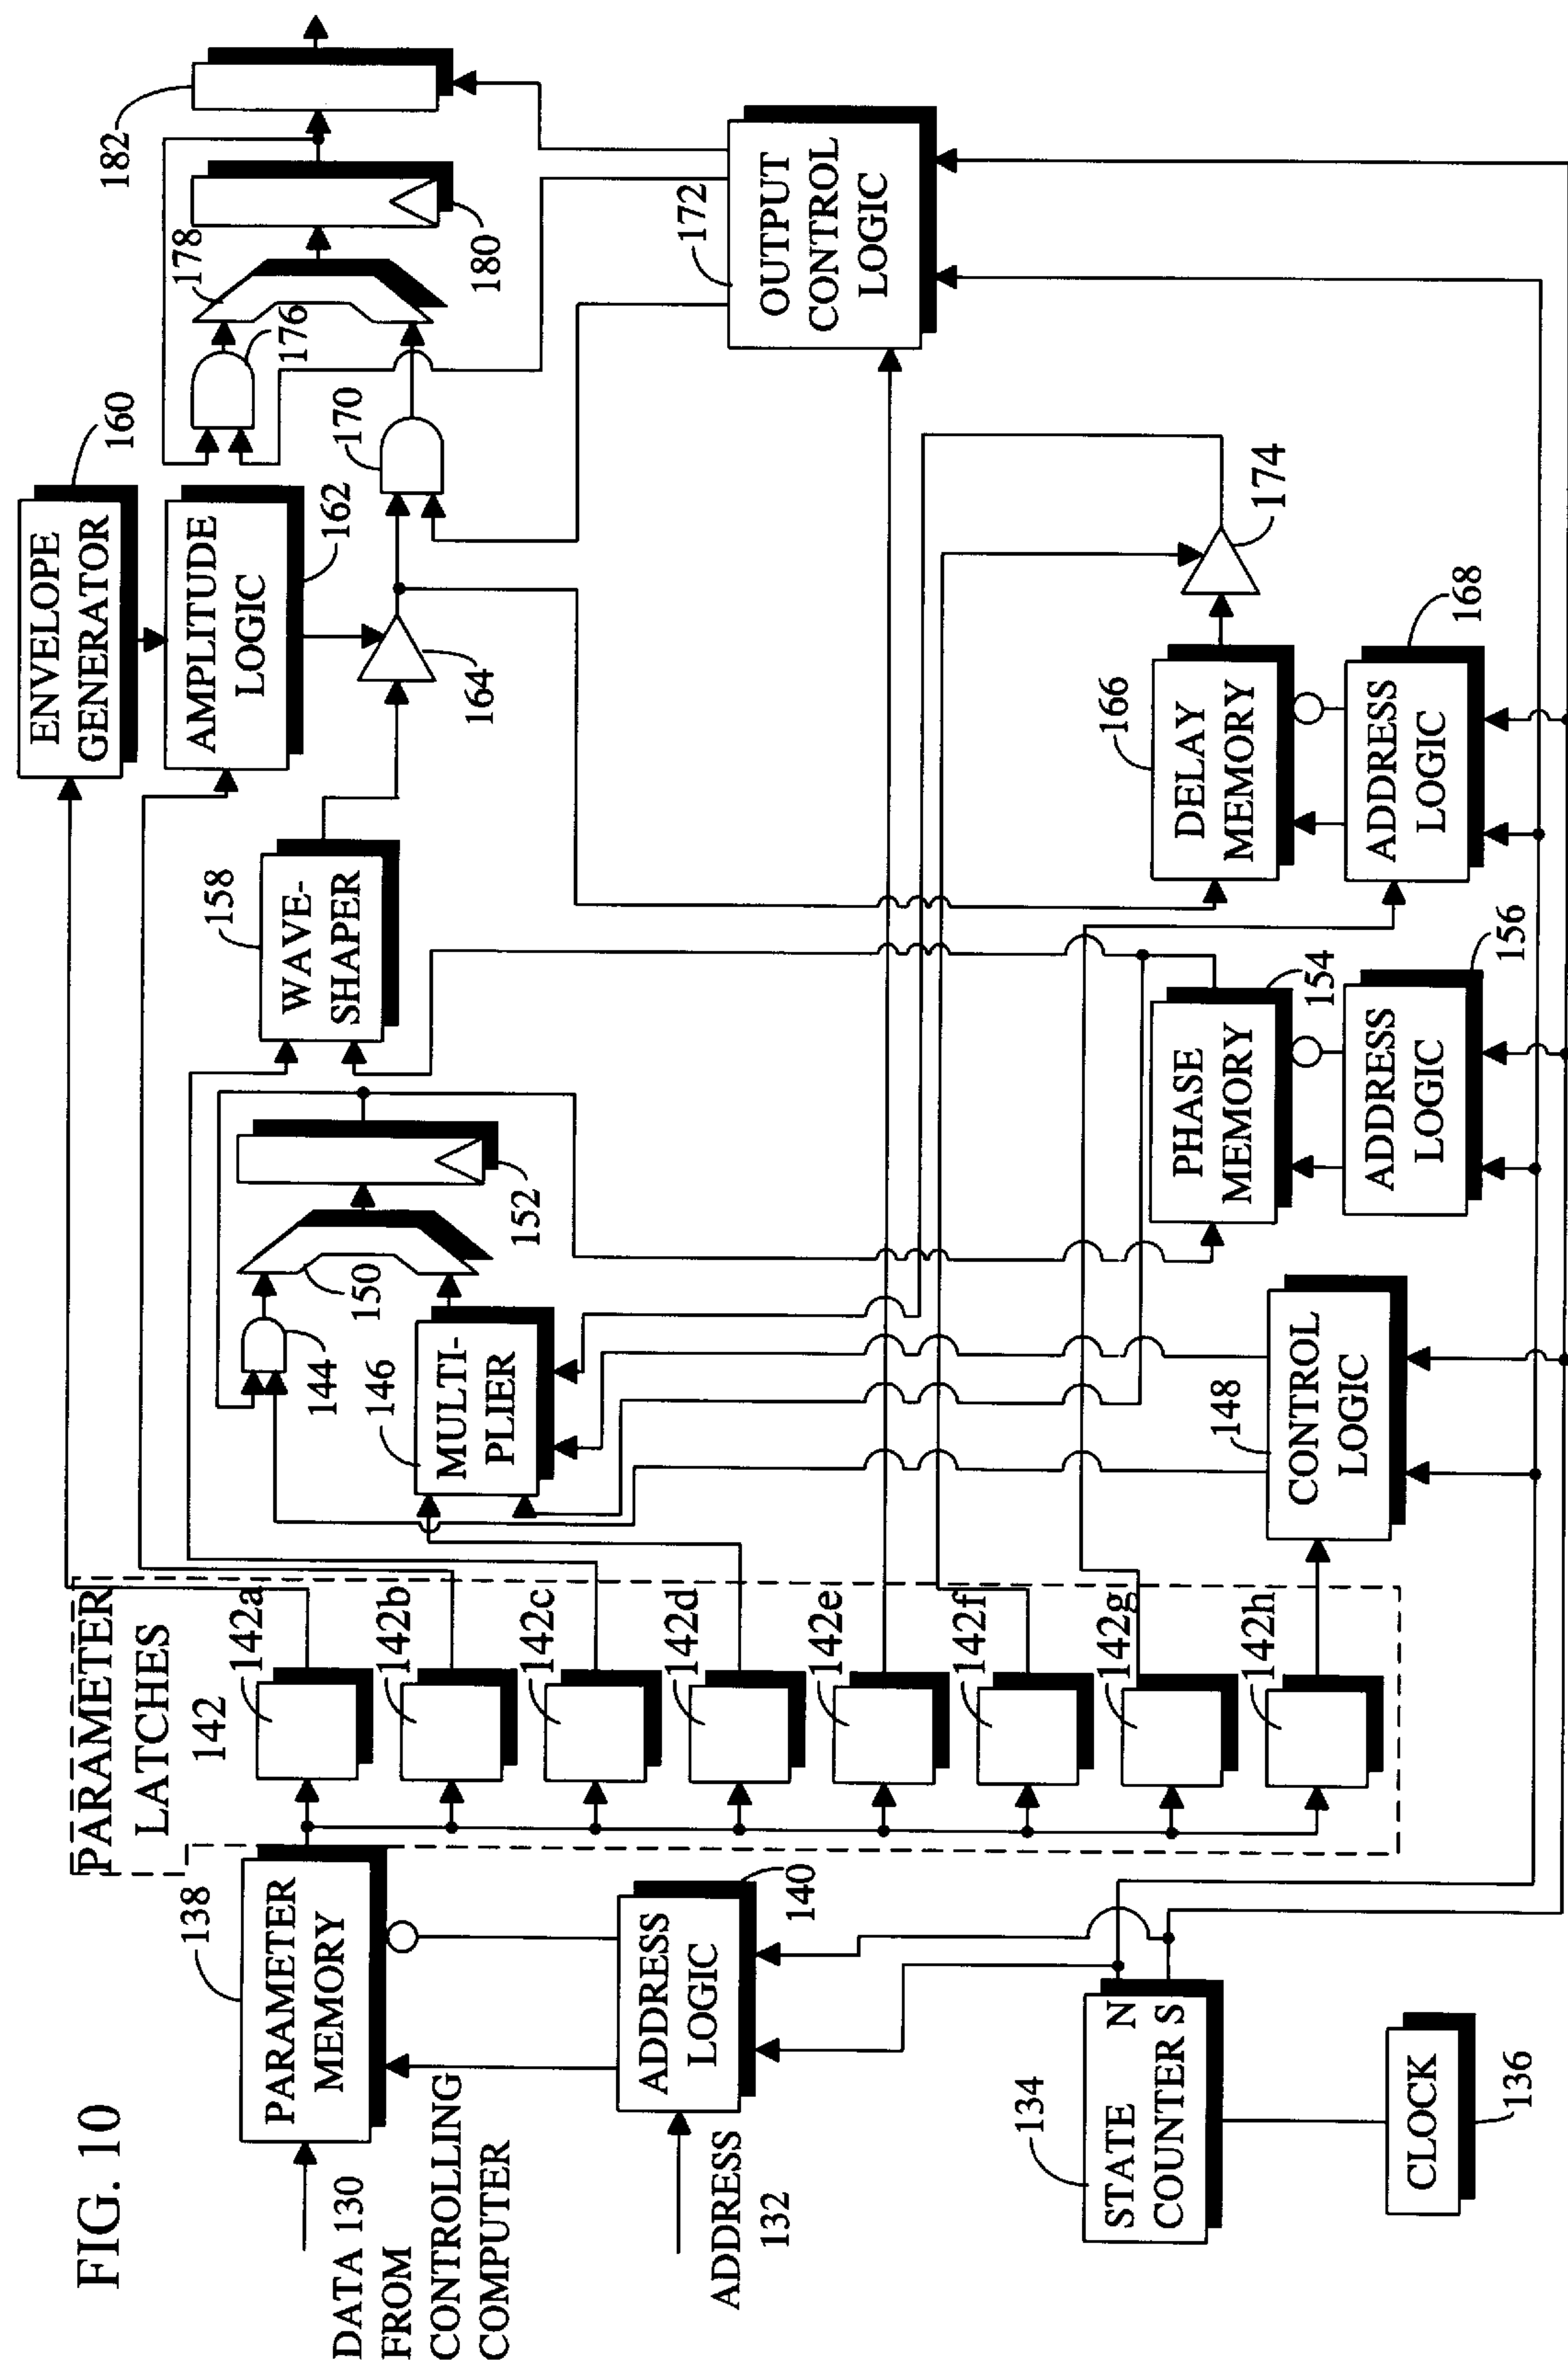 FIG. 10
DATA 130
FROM
CONTROLLING
COMPUTER
ADDRESS
132
138
PARAMETER
MEMORY
ADDRESS
LOGIC
140
134
STATE N
COUNTER S
CLOCK
136
PARAMETER
LATCHES
142
142a
142b
142c
142d
142e
142f
142g
142h
144
146
MULTI-
PLIER
148
CONTROL
LOGIC
150
152
PHASE
MEMORY
154
ADDRESS
LOGIC
156
158
WAVE-
SHAPER
ENVELOPE
GENERATOR
160
AMPLITUDE
LOGIC
162
164
166
DELAY
MEMORY
ADDRESS
LOGIC
168
170
172
OUTPUT
CONTROL
LOGIC
174
176
178
180
182